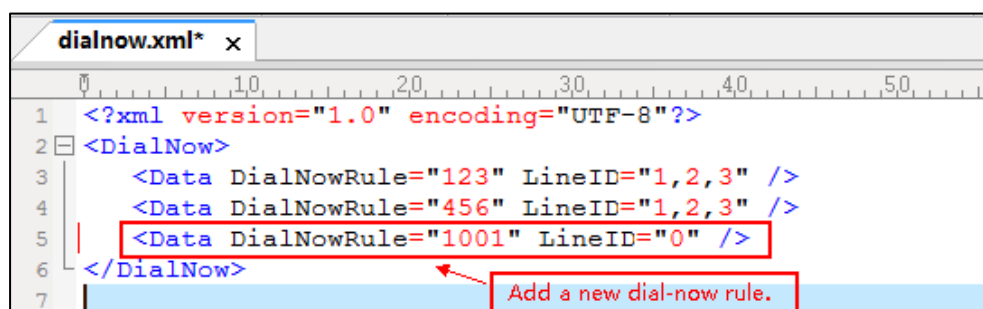 dialnow.xml* x
0 10 20 30 40 50
1 <?xml version="1.0" encoding="UTF-8"?>
2 <DialNow>
3 <Data DialNowRule="123" LineID="1,2,3" />
4 <Data DialNowRule="456" LineID="1,2,3" />
5 <Data DialNowRule="1001" LineID="0" />
6 </DialNow>
Add a new dial-now rule.
7